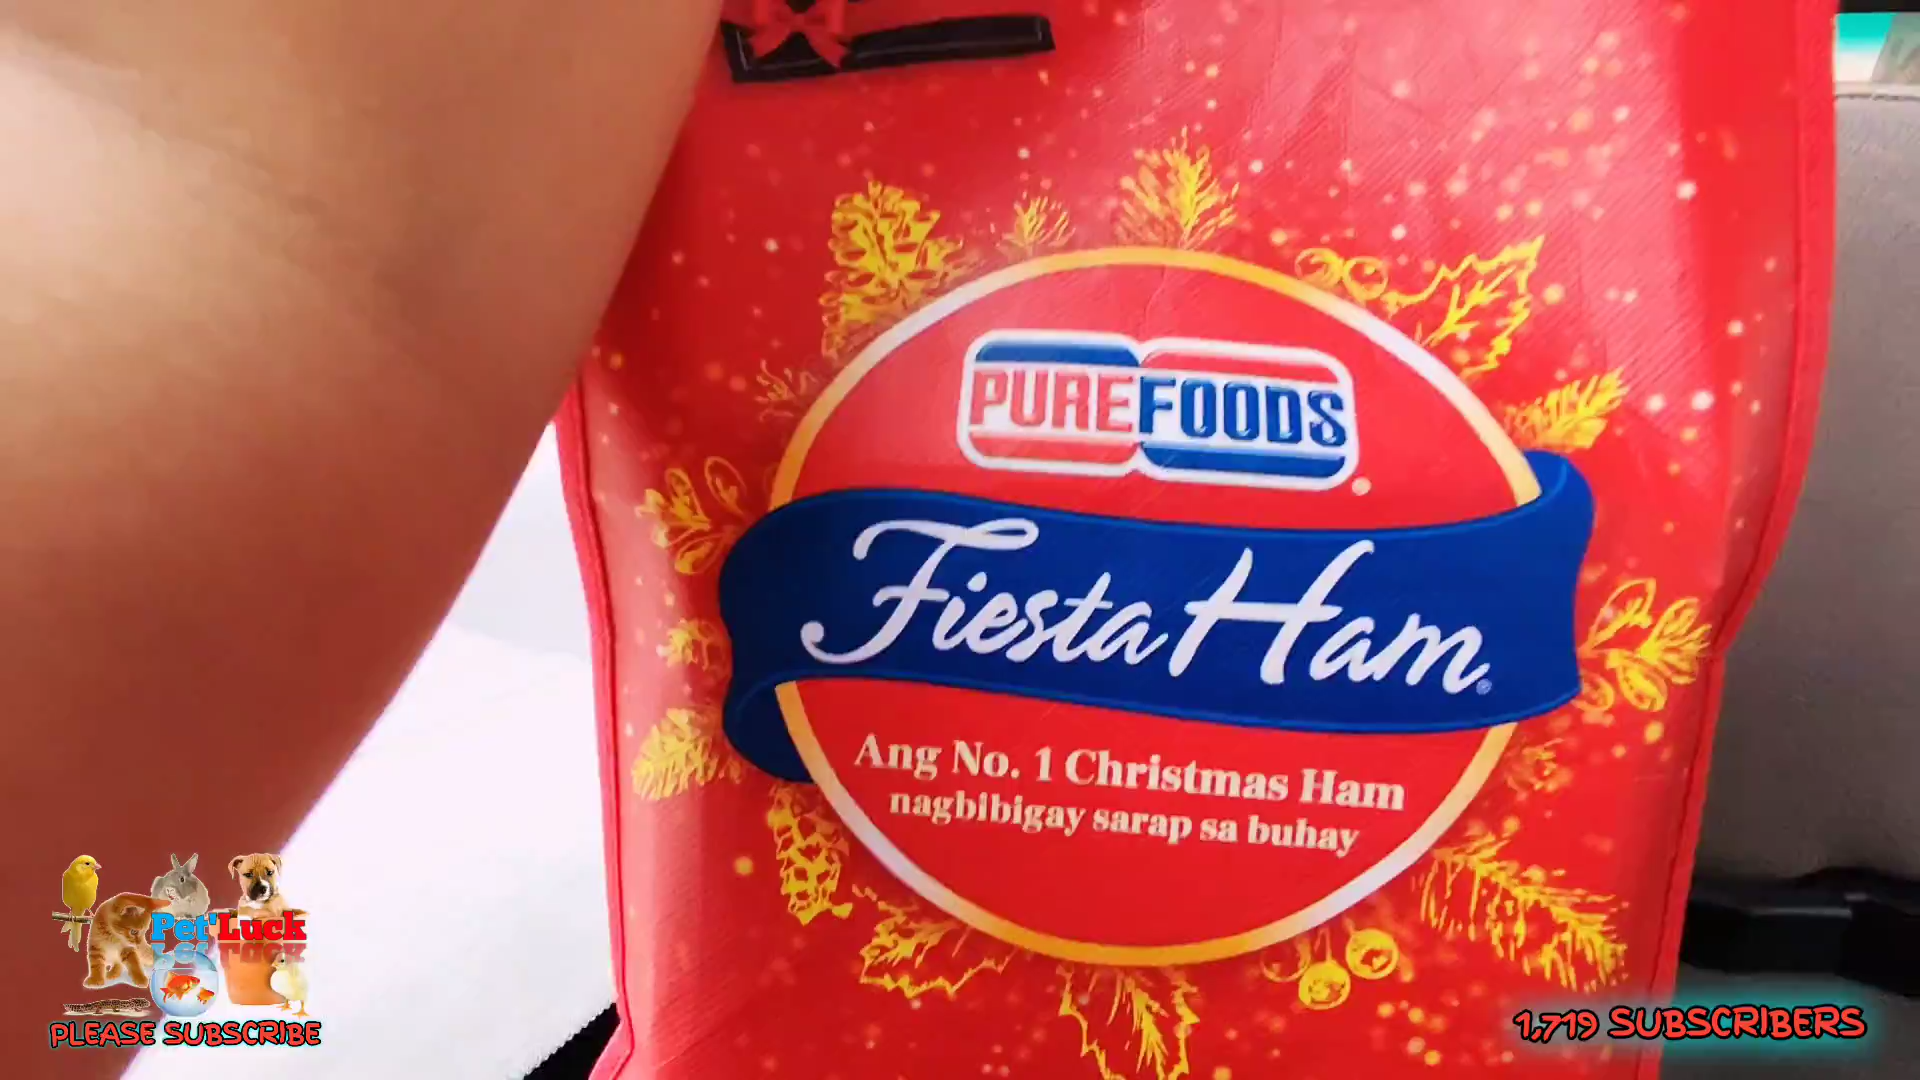 PUREFOODS
Fiesta Ham
Ang No. 1 Christmas Ham
nagbibigay sarap sa buhay
Pet'Luck
PLEASE SUBSCRIBE
1,719 SUBSCRIBERS